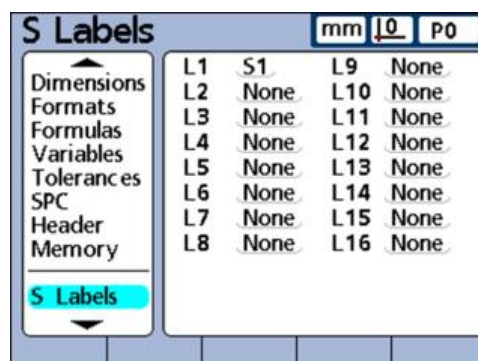 S Labels mm 0 P0
Dimensions
Formats
Formulas
Variables
Tolerances
SPC
Header
Memory
S Labels
L1 S1 L9 None
L2 None L10 None
L3 None L11 None
L4 None L12 None
L5 None L13 None
L6 None L14 None
L7 None L15 None
L8 None L16 None